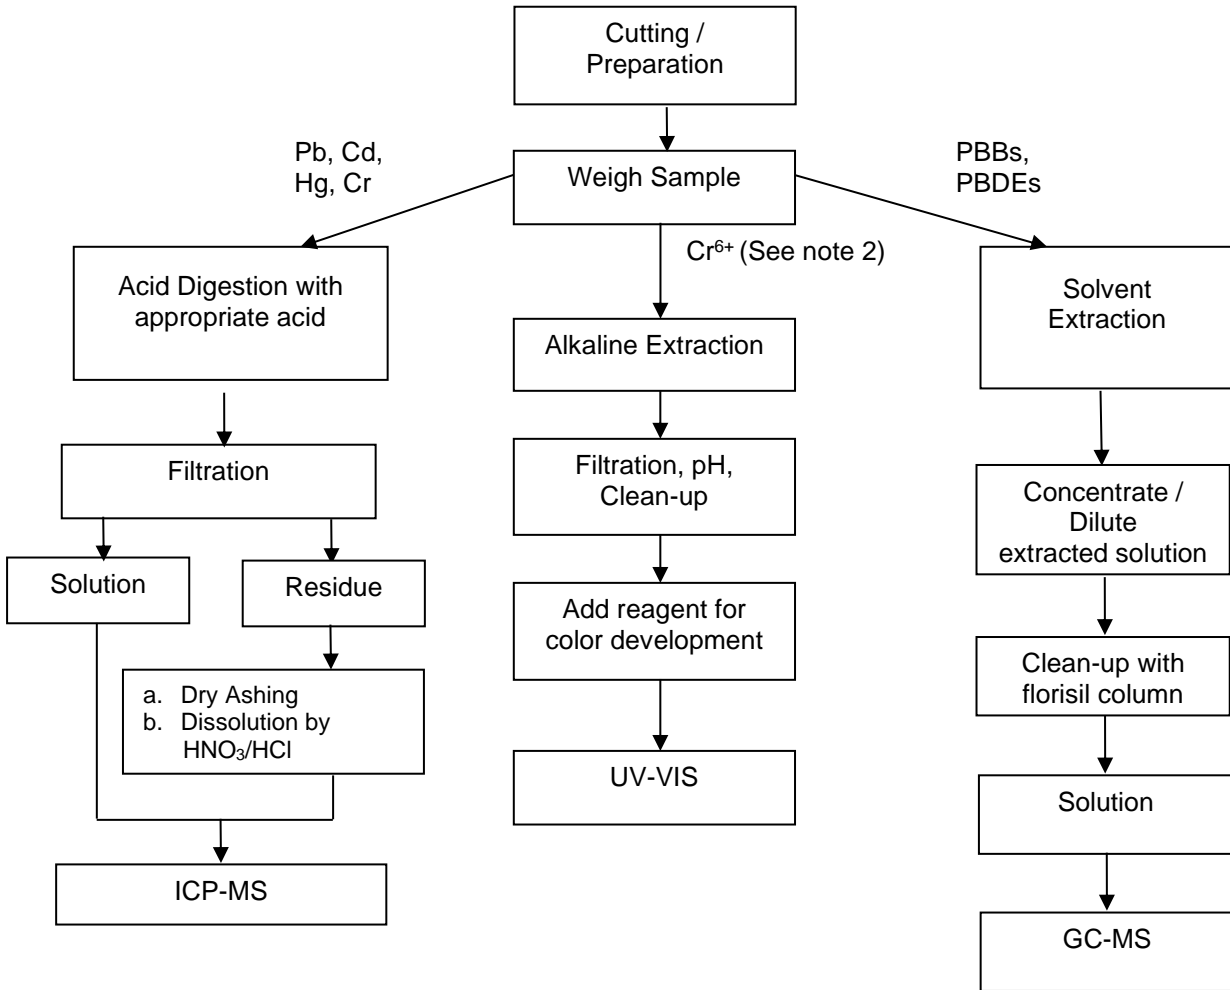 Cutting /
Preparation
Pb, Cd,
Hg, Cr
Weigh Sample
PBBs,
PBDEs
Cr⁶⁺ (See note 2)
Acid Digestion with
appropriate acid
Solvent
Extraction
Alkaline Extraction
Filtration
Filtration, pH,
Clean-up
Concentrate /
Dilute
extracted solution
Solution
Residue
Add reagent for
color development
Clean-up with
florisil column
a. Dry Ashing
b. Dissolution by
HNO₃/HCl
UV-VIS
Solution
ICP-MS
GC-MS